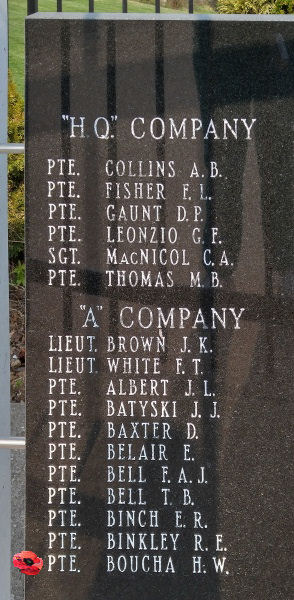 "H.Q." COMPANY
PTE. COLLINS A.B.
PTE. FISHER F.L.
PTE. GAUNT D.P.
PTE. LEONZIO G.F.
SGT. MACNICOL C.A.
PTE. THOMAS M.B.
"A" COMPANY
LIEUT. BROWN J.K.
LIEUT. WHITE F.T.
PTE. ALBERT J.L.
PTE. BATYSKI J.J.
PTE. BAXTER D.
PTE. BELAIR E.
PTE. BELL F.A.J.
PTE. BELL T.B.
PTE. BINCH E.R.
PTE. BINKLEY R.E.
PTE. BOUCHA H.W.